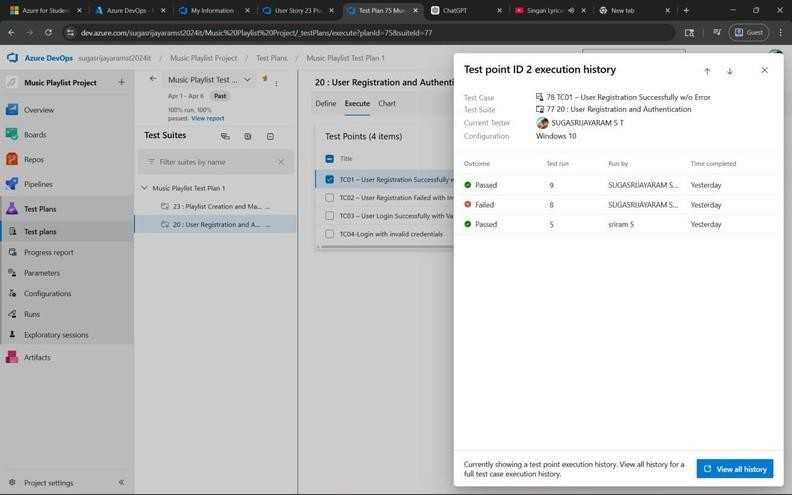 Azure for Student
Azure DevOps -
My Information
User Story 23 Pla
Test Plan 75 Mus
ChatGPT
Singari Lyrica
New tab
dev.azure.com/sugasrijayaramst2024it/Music%20Playlist%20Project/_testPlans/execute?planId=75&suiteId=77
Guest
Azure DevOps sugasrijayaramst2024it / Music Playlist Project / Test Plans / Music Playlist Test Plan 1
Music Playlist Project
Overview
Boards
Repos
Pipelines
Test Plans
Test plans
Progress report
Parameters
Configurations
Runs
Exploratory sessions
Artifacts
Project settings
Music Playlist Test ...
Apr 1 - Apr 6 Past
100% run, 100%
passed. View report
Test Suites
Filter suites by name
Music Playlist Test Plan 1
23 : Playlist Creation and Ma... ...
20 : User Registration and A... ...
20 : User Registration and Authenti
Define Execute Chart
Test Points (4 items)
Title
TC01 – User Registration Successfully w
TC02 – User Registration Failed with In
TC03 – User Login Successfully with Va
TC04-Login with invalid credentials
Test point ID 2 execution history
Test Case 78 TC01 – User Registration Successfully w/o Error
Test Suite 77 20 : User Registration and Authentication
Current Tester SUGASRIJAYARAM S T
Configuration Windows 10
Outcome Test run Run by Time completed
Passed 9 SUGASRIJAYARAM S... Yesterday
Failed 8 SUGASRIJAYARAM S... Yesterday
Passed 5 sriram S Yesterday
Currently showing a test point execution history. View all history for a
full test case execution history.
View all history